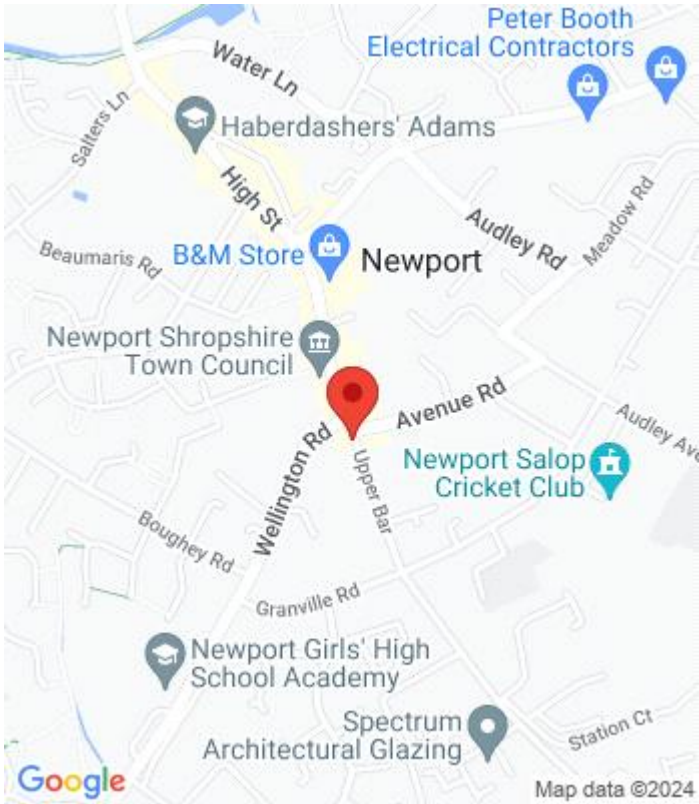 Peter Booth
Electrical Contractors
Water Ln
Salters Ln
Haberdashers' Adams
High St
Audley Rd
Meadow Rd
Beaumaris Rd
B&M Store
Newport
Newport Shropshire
Town Council
Avenue Rd
Wellington Rd
Audley Ave
Upper Bar
Newport Salop
Cricket Club
Boughey Rd
Granville Rd
Newport Girls' High
School Academy
Spectrum
Architectural Glazing
Station Ct
Google
Map data ©2024